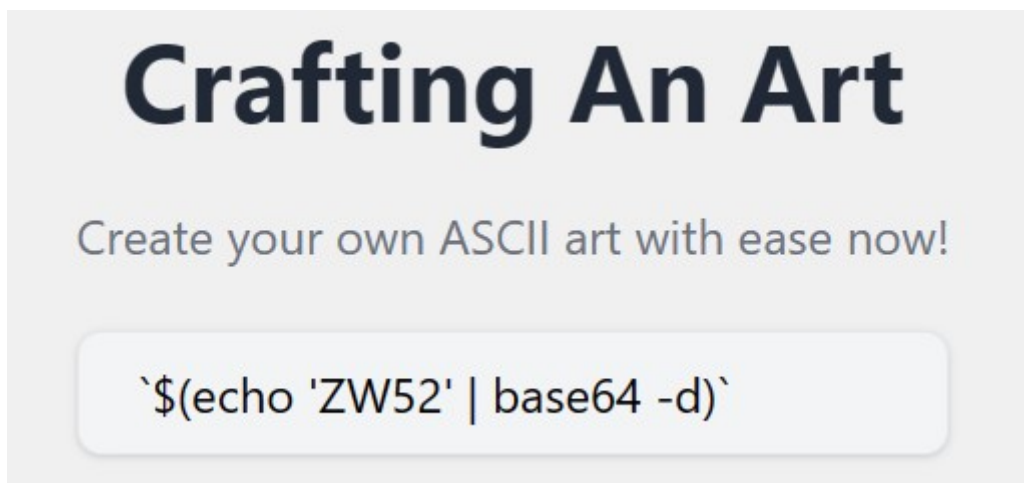 Crafting An Art
Create your own ASCII art with ease now!
`$(echo 'ZW52' | base64 -d)`